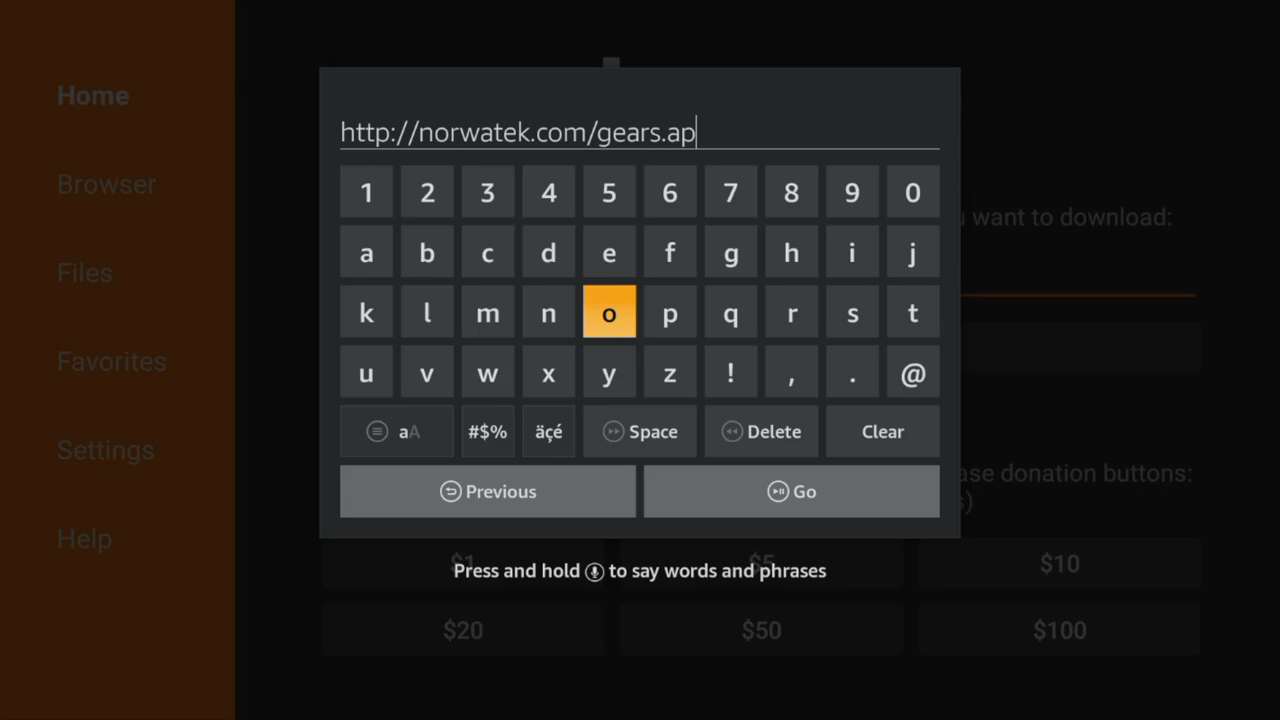 Home
Browser
Files
Favorites
Settings
Help
http://norwatek.com/gears.ap
1 2 3 4 5 6 7 8 9 0
a b c d e f g h i j
k l m n o p q r s t
u v w x y z ! , . @
aA #$% äçé Space Delete Clear
Previous Go
want to download:
donation buttons:
s)
Press and hold to say words and phrases
$1 $5 $10
$20 $50 $100